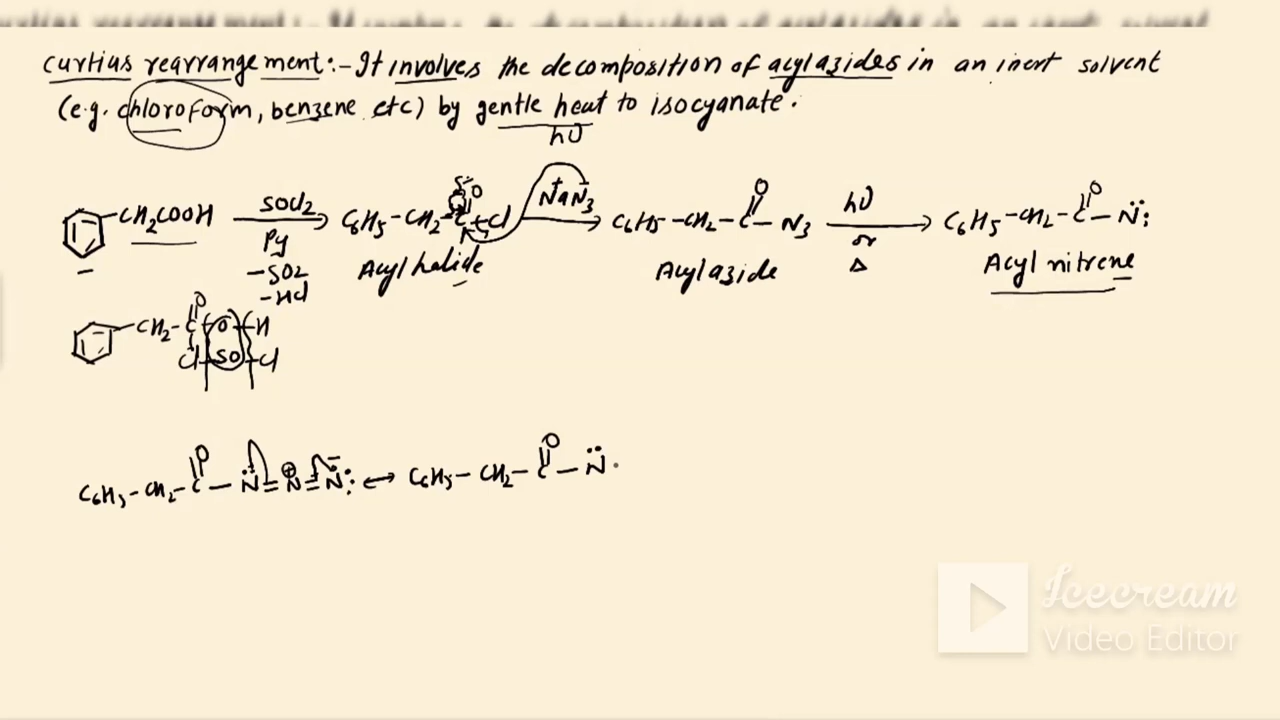 Curtius rearrangement:- It involves the decomposition of acylazides in an inert solvent
(e.g. chloroform, benzene etc) by gentle heat to isocyanate.
hυ
CH2COOH SOCl2 Py -SO2 -HCl C6H5-CH2-C-Cl O δ- NaN3 + - C6H5-CH2-C-N3 O hυ or Δ C6H5-CH2-C-N̈: O
Acyl halide Acylazide Acyl nitrene
CH2-C-O-H O
Cl SO Cl
C6H5-CH2-C-N̈=N⊕=N̈: O - ↔ C6H5-CH2-C-N̈ O
Icecream
Video Editor